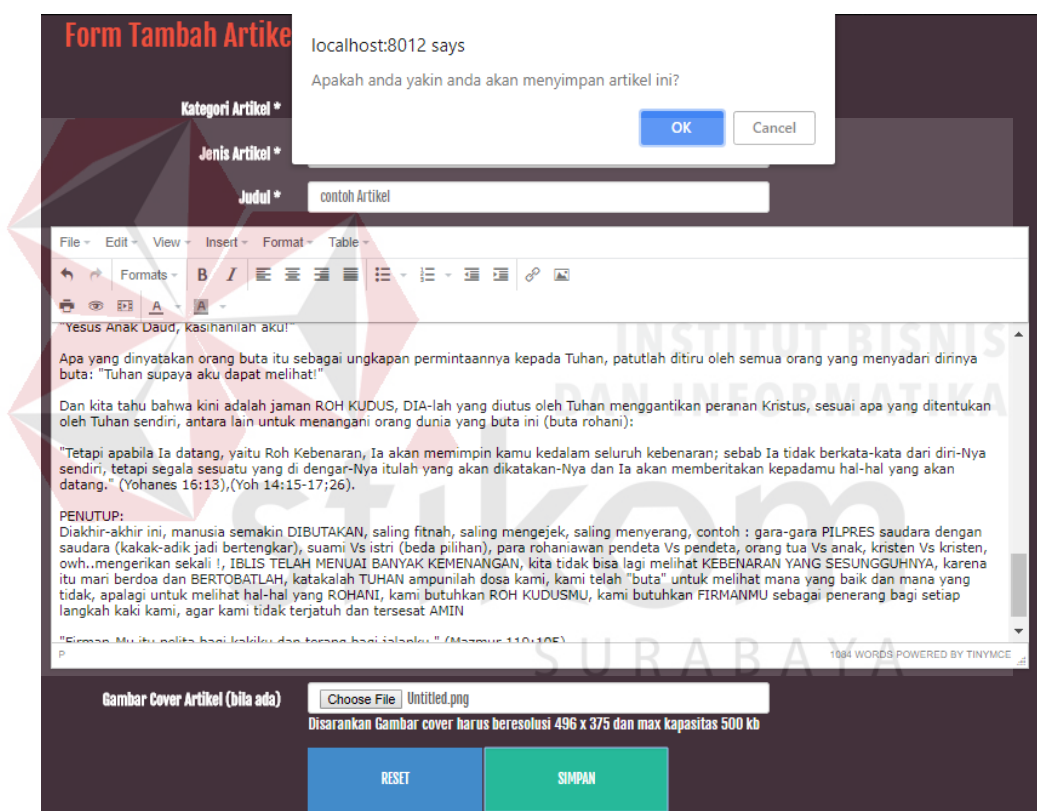 Form Tambah Artike
localhost:8012 says
Apakah anda yakin anda akan menyimpan artikel ini?
OK Cancel
Kategori Artikel *
Jenis Artikel *
Judul * contoh Artikel
File Edit View Insert Format Table
Formats B I
A A
"Yesus Anak Daud, kasihanilah aku!"
Apa yang dinyatakan orang buta itu sebagai ungkapan permintaannya kepada Tuhan, patutlah ditiru oleh semua orang yang menyadari dirinya
buta: "Tuhan supaya aku dapat melihat!"
Dan kita tahu bahwa kini adalah jaman ROH KUDUS, DIA-lah yang diutus oleh Tuhan menggantikan peranan Kristus, sesuai apa yang ditentukan
oleh Tuhan sendiri, antara lain untuk menangani orang dunia yang buta ini (buta rohani):
"Tetapi apabila Ia datang, yaitu Roh Kebenaran, Ia akan memimpin kamu kedalam seluruh kebenaran; sebab Ia tidak berkata-kata dari diri-Nya
sendiri, tetapi segala sesuatu yang di dengar-Nya itulah yang akan dikatakan-Nya dan Ia akan memberitakan kepadamu hal-hal yang akan
datang." (Yohanes 16:13),(Yoh 14:15-17;26).
PENUTUP:
Diakhir-akhir ini, manusia semakin DIBUTAKAN, saling fitnah, saling mengejek, saling menyerang, contoh : gara-gara PILPRES saudara dengan
saudara (kakak-adik jadi bertengkar), suami Vs istri (beda pilihan), para rohaniawan pendeta Vs pendeta, orang tua Vs anak, kristen Vs kristen,
owh..mengerikan sekali !, IBLIS TELAH MENUAI BANYAK KEMENANGAN, kita tidak bisa lagi melihat KEBENARAN YANG SESUNGGUHNYA, karena
itu mari berdoa dan BERTOBATLAH, katakalah TUHAN ampunilah dosa kami, kami telah "buta" untuk melihat mana yang baik dan mana yang
tidak, apalagi untuk melihat hal-hal yang ROHANI, kami butuhkan ROH KUDUSMU, kami butuhkan FIRMANMU sebagai penerang bagi setiap
langkah kaki kami, agar kami tidak terjatuh dan tersesat AMIN
"Firman-Mu itu pelita bagi kakiku dan terang bagi jalanku." (Mazmur 119:105)
P 1084 WORDS POWERED BY TINYMCE
Gambar Cover Artikel (bila ada) Choose File Untitled.png
Disarankan Gambar cover harus beresolusi 496 x 375 dan max kapasitas 500 kb
RESET SIMPAN
INSTITUT BISNIS
DAN INFORMATIKA
stikom
SURABAYA